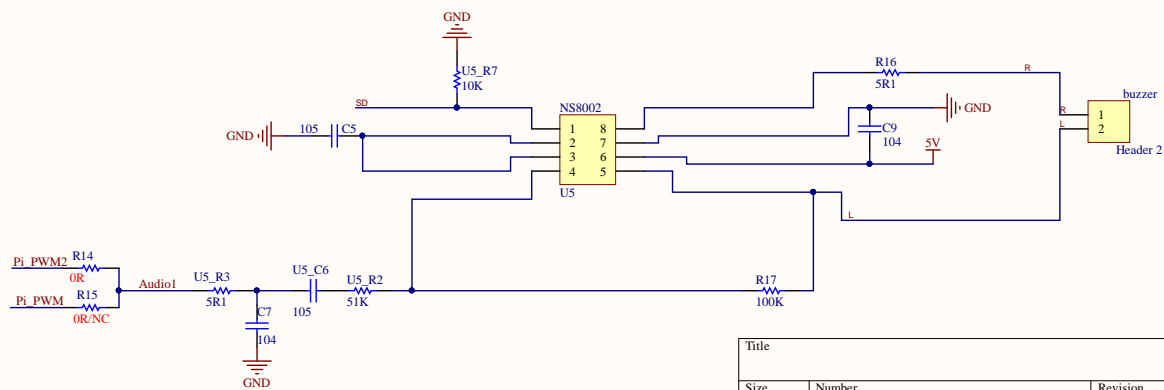 GND
U5_R7
10K
SD
NS8002
1
2
3
4
8
7
6
5
U5
GND
105
C5
R16
5R1
R
GND
C9
104
5V
buzzer
R
L
1
2
Header 2
L
Pi_PWM2
R14
0R
Pi_PWM
R15
0R/NC
Audio1
U5_R3
5R1
C7
104
GND
U5_C6
105
U5_R2
51K
R17
100K
Title
Size
Number
Revision